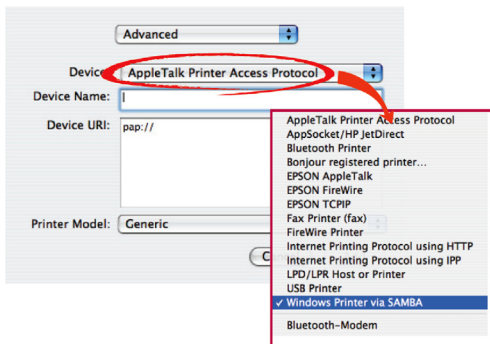 Advanced
Device: AppleTalk Printer Access Protocol
Device Name:
Device URI: pap://
Printer Model: Generic
AppleTalk Printer Access Protocol
AppSocket/HP JetDirect
Bluetooth Printer
Bonjour registered printer...
EPSON AppleTalk
EPSON FireWire
EPSON TCPIP
Fax Printer (fax)
FireWire Printer
Internet Printing Protocol using HTTP
Internet Printing Protocol using IPP
LPD/LPR Host or Printer
USB Printer
✓ Windows Printer via SAMBA
Bluetooth-Modem